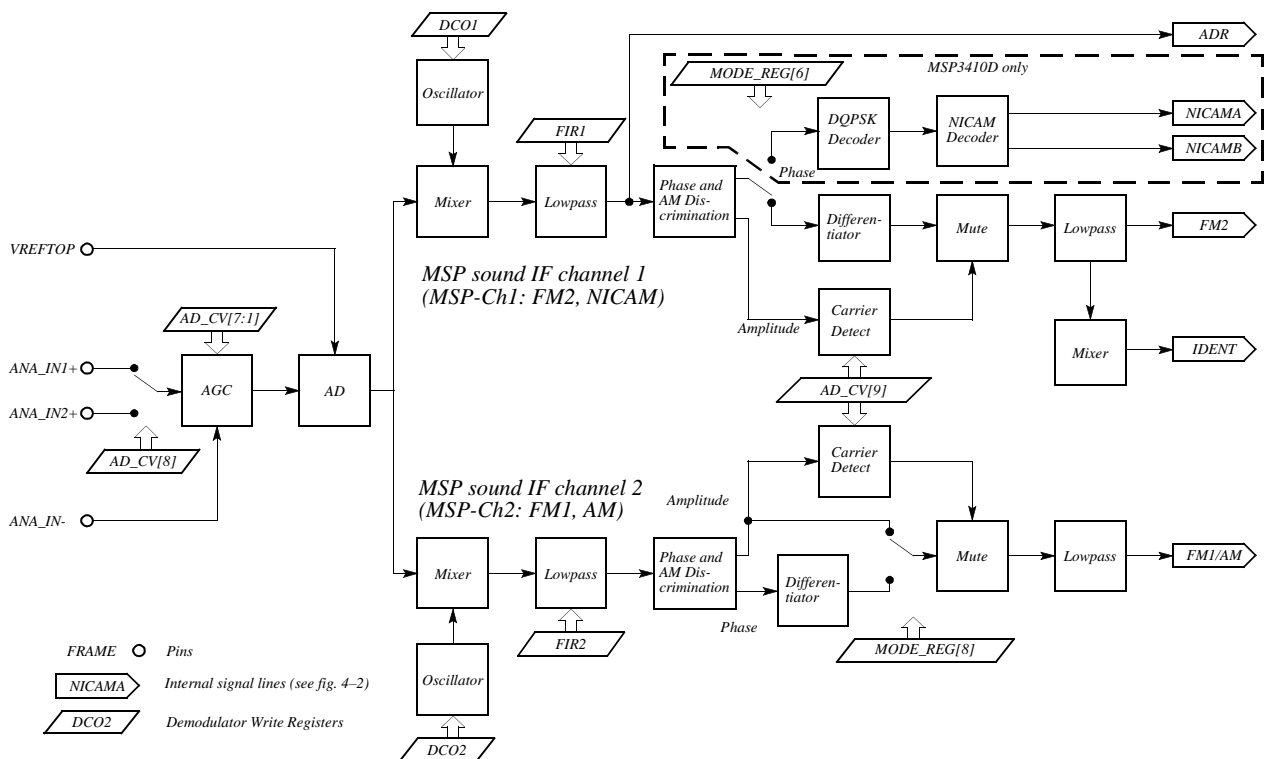 DCO1
ADR
MSP3410D only
MODE_REG[6]
Oscillator
DQPSK
Decoder
NICAM
Decoder
NICAMA
NICAMB
FIR1
Phase
Mixer
Lowpass
Phase and
AM Dis-
crimination
Differen-
tiator
Mute
Lowpass
FM2
VREFTOP
MSP sound IF channel 1
(MSP-Ch1: FM2, NICAM)
AD_CV[7:1]
Amplitude
Carrier
Detect
Mixer
IDENT
ANA_IN1+
AGC
AD
ANA_IN2+
AD_CV[9]
AD_CV[8]
Carrier
Detect
MSP sound IF channel 2
(MSP-Ch2: FM1, AM)
Amplitude
ANA_IN-
Mixer
Lowpass
Phase and
AM Dis-
crimination
Differen-
tiator
Mute
Lowpass
FM1/AM
Phase
FIR2
MODE_REG[8]
FRAME
Pins
Oscillator
NICAMA
Internal signal lines (see fig. 4–2)
DCO2
Demodulator Write Registers
DCO2